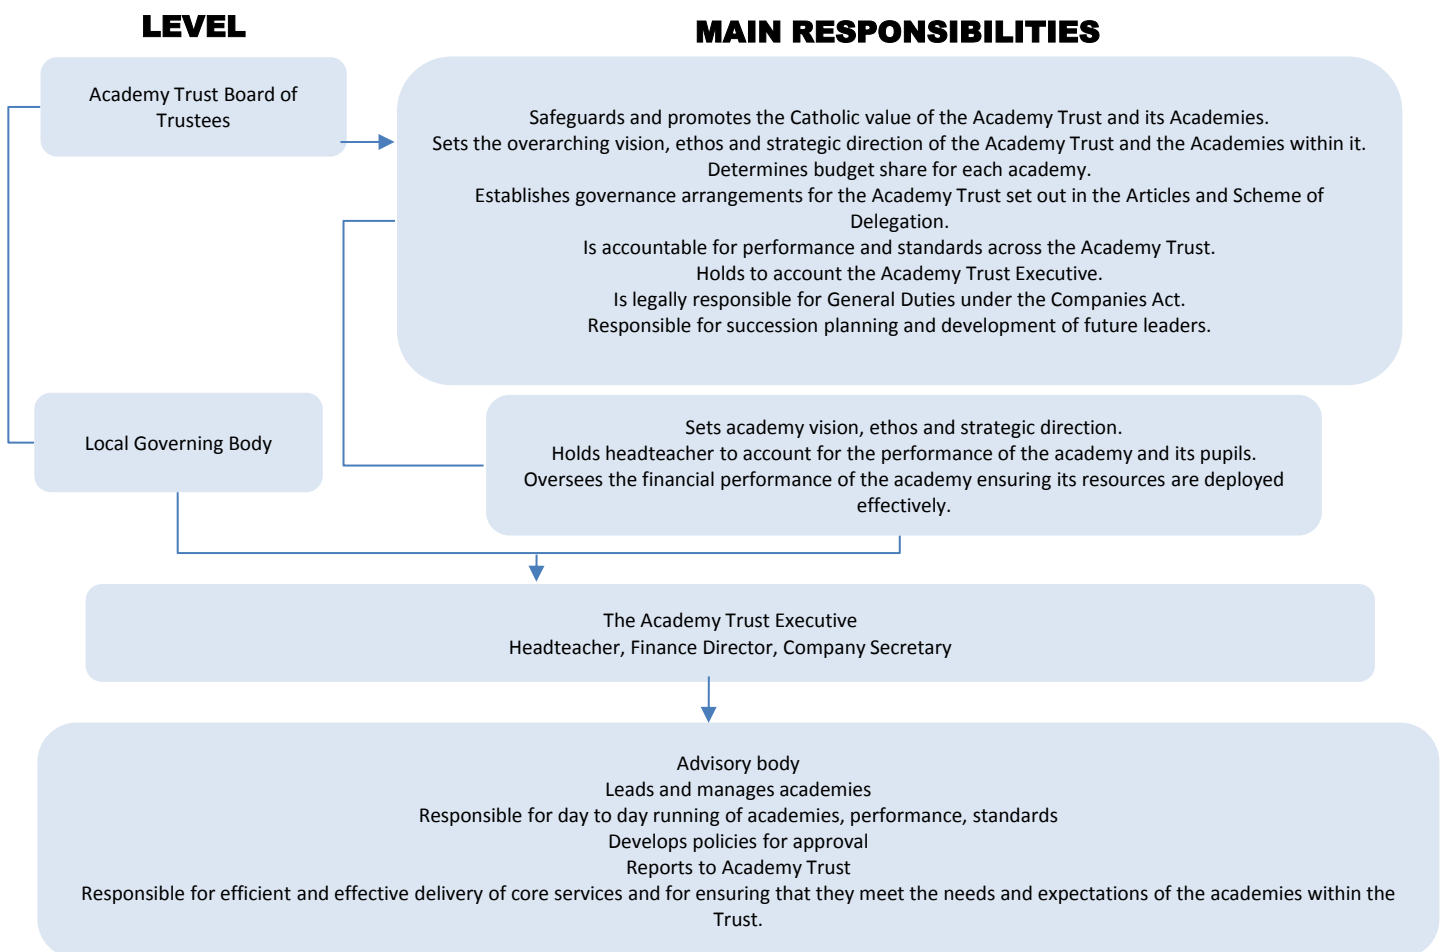 LEVEL
MAIN RESPONSIBILITIES
Academy Trust Board of
Trustees
Safeguards and promotes the Catholic value of the Academy Trust and its Academies.
Sets the overarching vision, ethos and strategic direction of the Academy Trust and the Academies within it.
Determines budget share for each academy.
Establishes governance arrangements for the Academy Trust set out in the Articles and Scheme of
Delegation.
Is accountable for performance and standards across the Academy Trust.
Holds to account the Academy Trust Executive.
Is legally responsible for General Duties under the Companies Act.
Responsible for succession planning and development of future leaders.
Local Governing Body
Sets academy vision, ethos and strategic direction.
Holds headteacher to account for the performance of the academy and its pupils.
Oversees the financial performance of the academy ensuring its resources are deployed
effectively.
The Academy Trust Executive
Headteacher, Finance Director, Company Secretary
Advisory body
Leads and manages academies
Responsible for day to day running of academies, performance, standards
Develops policies for approval
Reports to Academy Trust
Responsible for efficient and effective delivery of core services and for ensuring that they meet the needs and expectations of the academies within the
Trust.